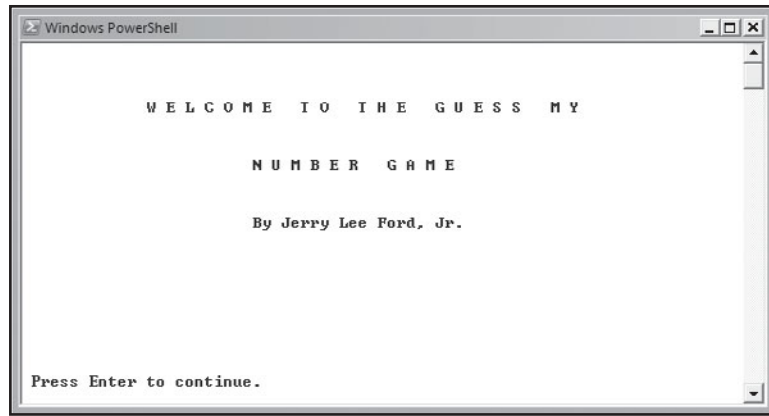 Windows PowerShell
W E L C O M E   T O   T H E   G U E S S   M Y
N U M B E R   G A M E
By Jerry Lee Ford, Jr.
Press Enter to continue.